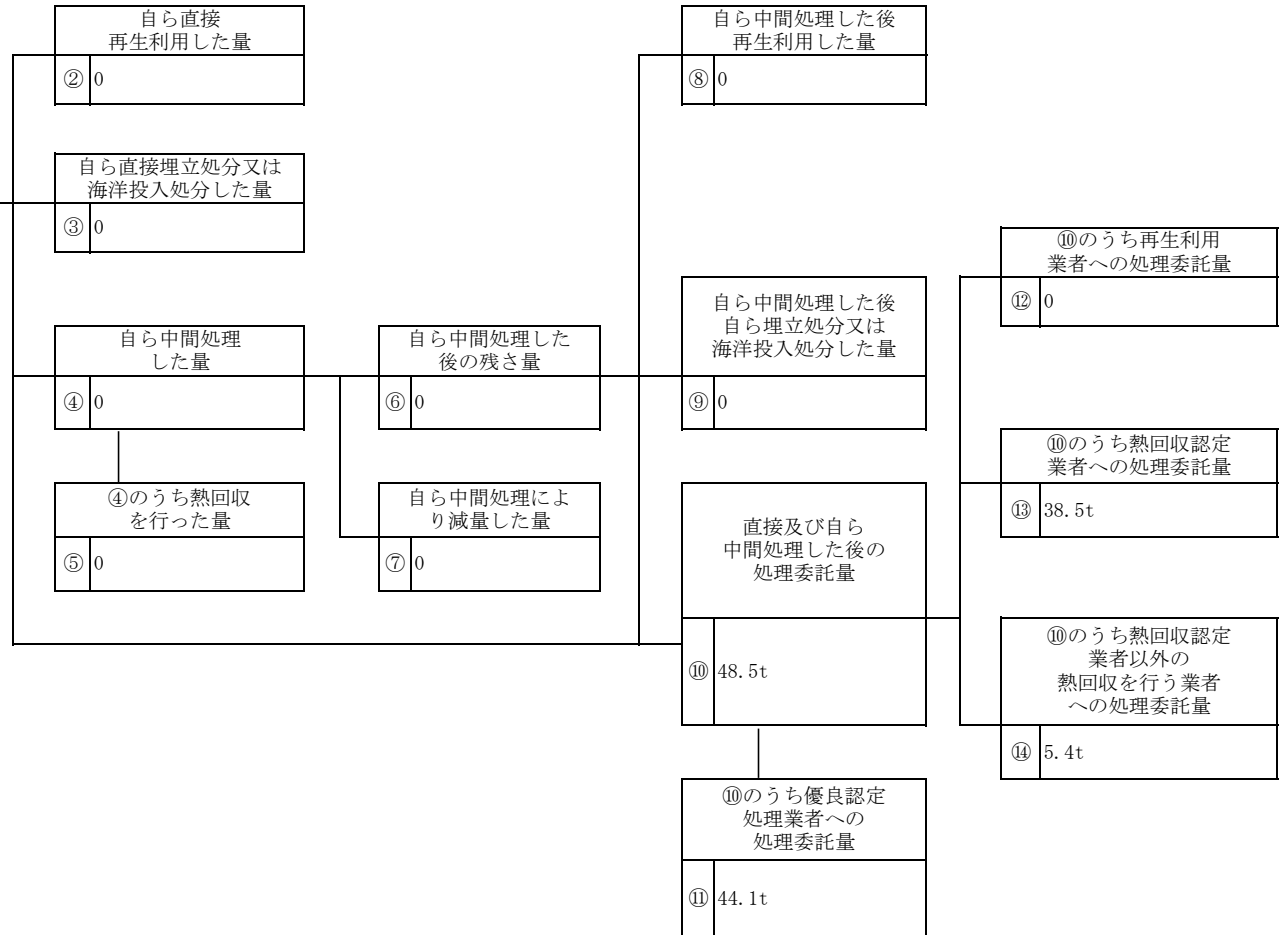 自ら直接
再生利用した量
② 0
自ら直接埋立処分又は
海洋投入処分した量
③ 0
自ら中間処理
した量
④ 0
④のうち熱回収
を行った量
⑤ 0
自ら中間処理した
後の残さ量
⑥ 0
自ら中間処理によ
り減量した量
⑦ 0
自ら中間処理した後
再生利用した量
⑧ 0
自ら中間処理した後
自ら埋立処分又は
海洋投入処分した量
⑨ 0
直接及び自ら
中間処理した後の
処理委託量
⑩ 48.5t
⑩のうち優良認定
処理業者への
処理委託量
⑪ 44.1t
⑩のうち再生利用
業者への処理委託量
⑫ 0
⑩のうち熱回収認定
業者への処理委託量
⑬ 38.5t
⑩のうち熱回収認定
業者以外の
熱回収を行う業者
への処理委託量
⑭ 5.4t